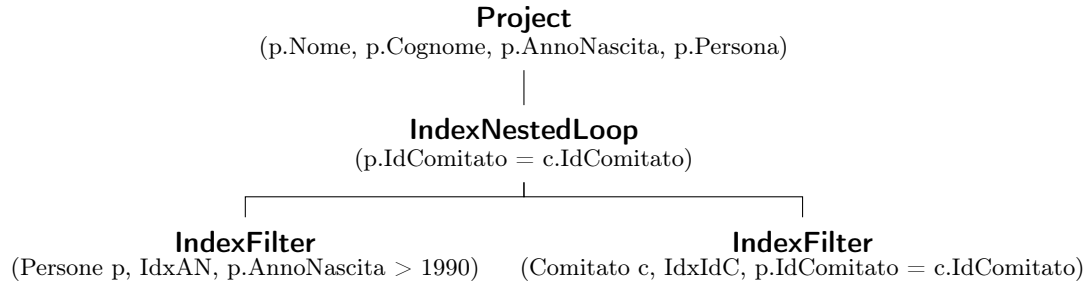 Project
(p.Nome, p.Cognome, p.AnnoNascita, p.Persona)
IndexNestedLoop
(p.IdComitato = c.IdComitato)
IndexFilter
(Persone p, IdxAN, p.AnnoNascita > 1990)
IndexFilter
(Comitato c, IdxIdC, p.IdComitato = c.IdComitato)